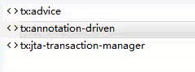 <> tx:advice
<> tx:annotation-driven
<> tx:jta-transaction-manager